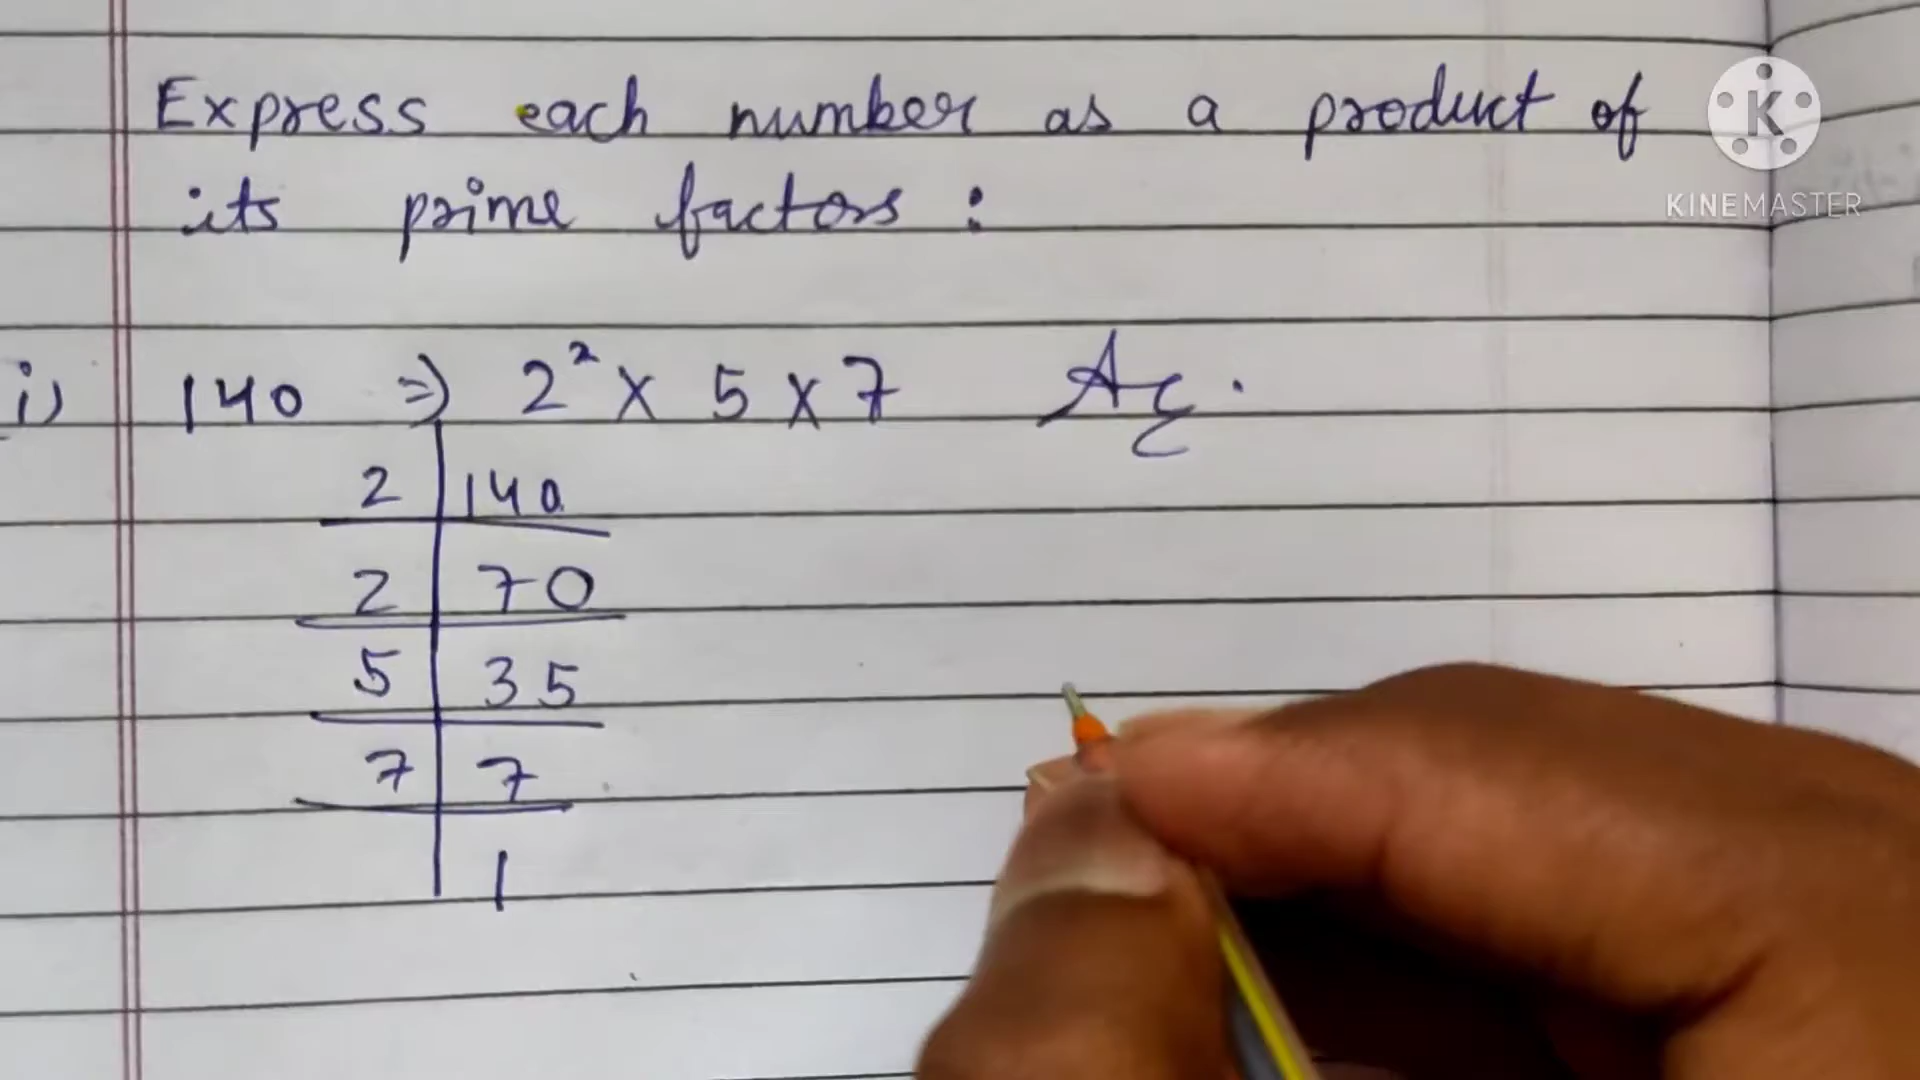 Express each number as a product of
its prime factors :
K
KINEMASTER
i) 140 => 2² × 5 × 7
2 | 140
2 | 70
5 | 35
7 | 7
1